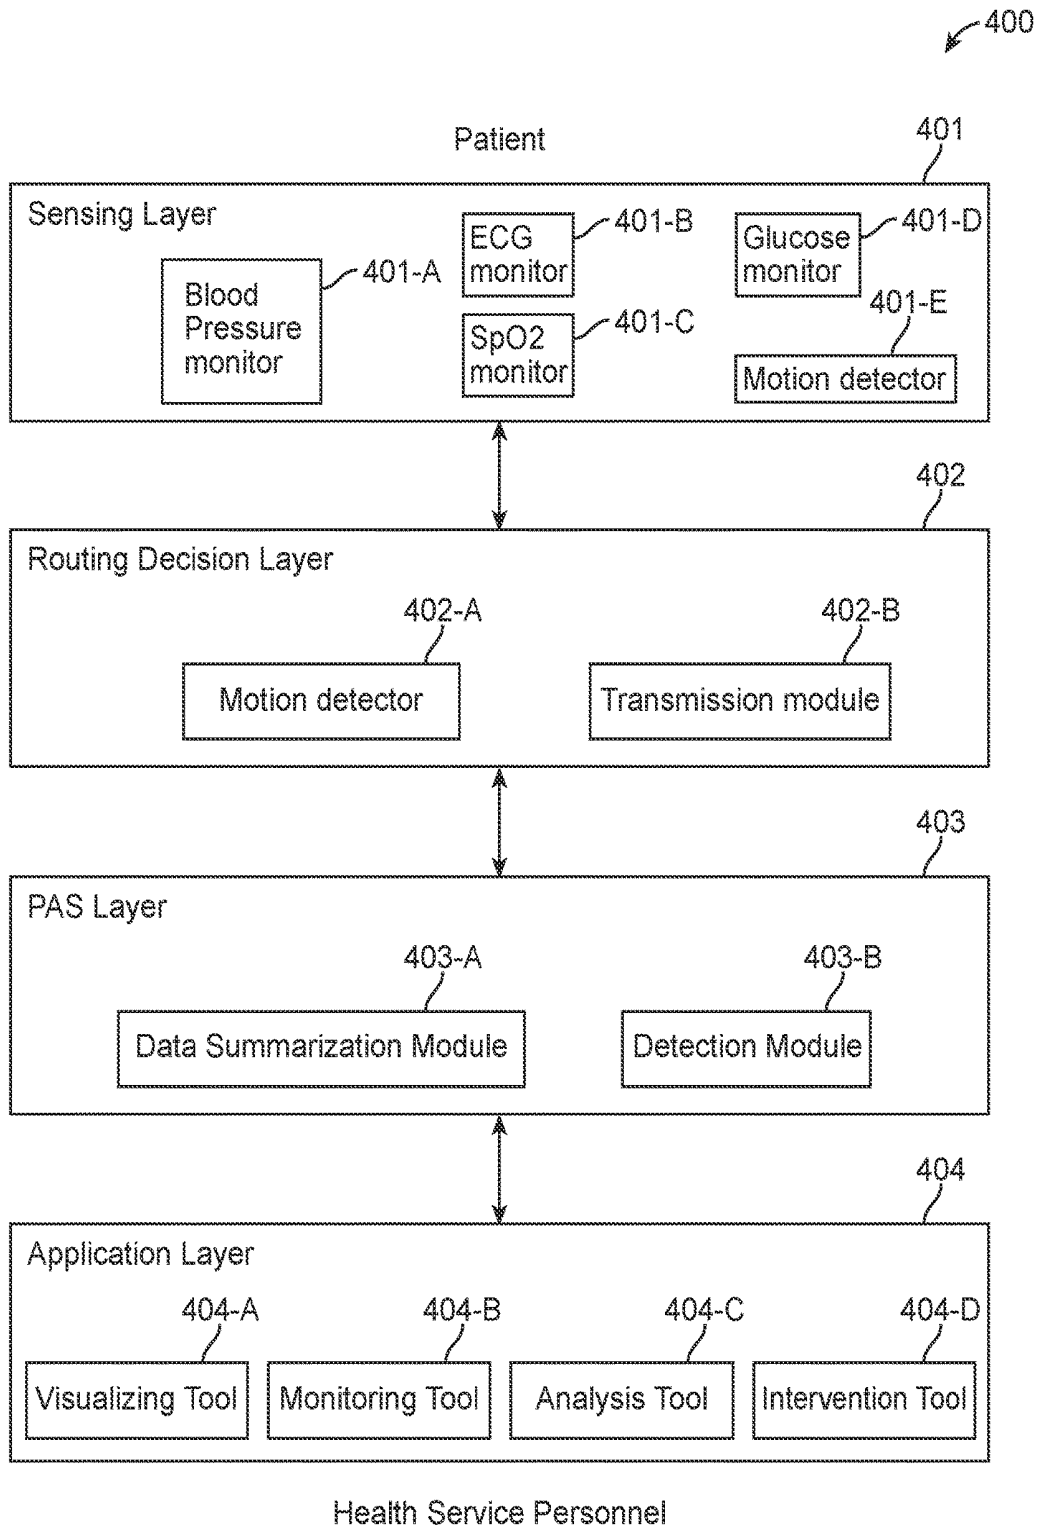 400
Patient
401
Sensing Layer
401-A
Blood
Pressure
monitor
401-B
ECG
monitor
401-C
SpO2
monitor
401-D
Glucose
monitor
401-E
Motion detector
402
Routing Decision Layer
402-A
Motion detector
402-B
Transmission module
403
PAS Layer
403-A
Data Summarization Module
403-B
Detection Module
404
Application Layer
404-A
Visualizing Tool
404-B
Monitoring Tool
404-C
Analysis Tool
404-D
Intervention Tool
Health Service Personnel